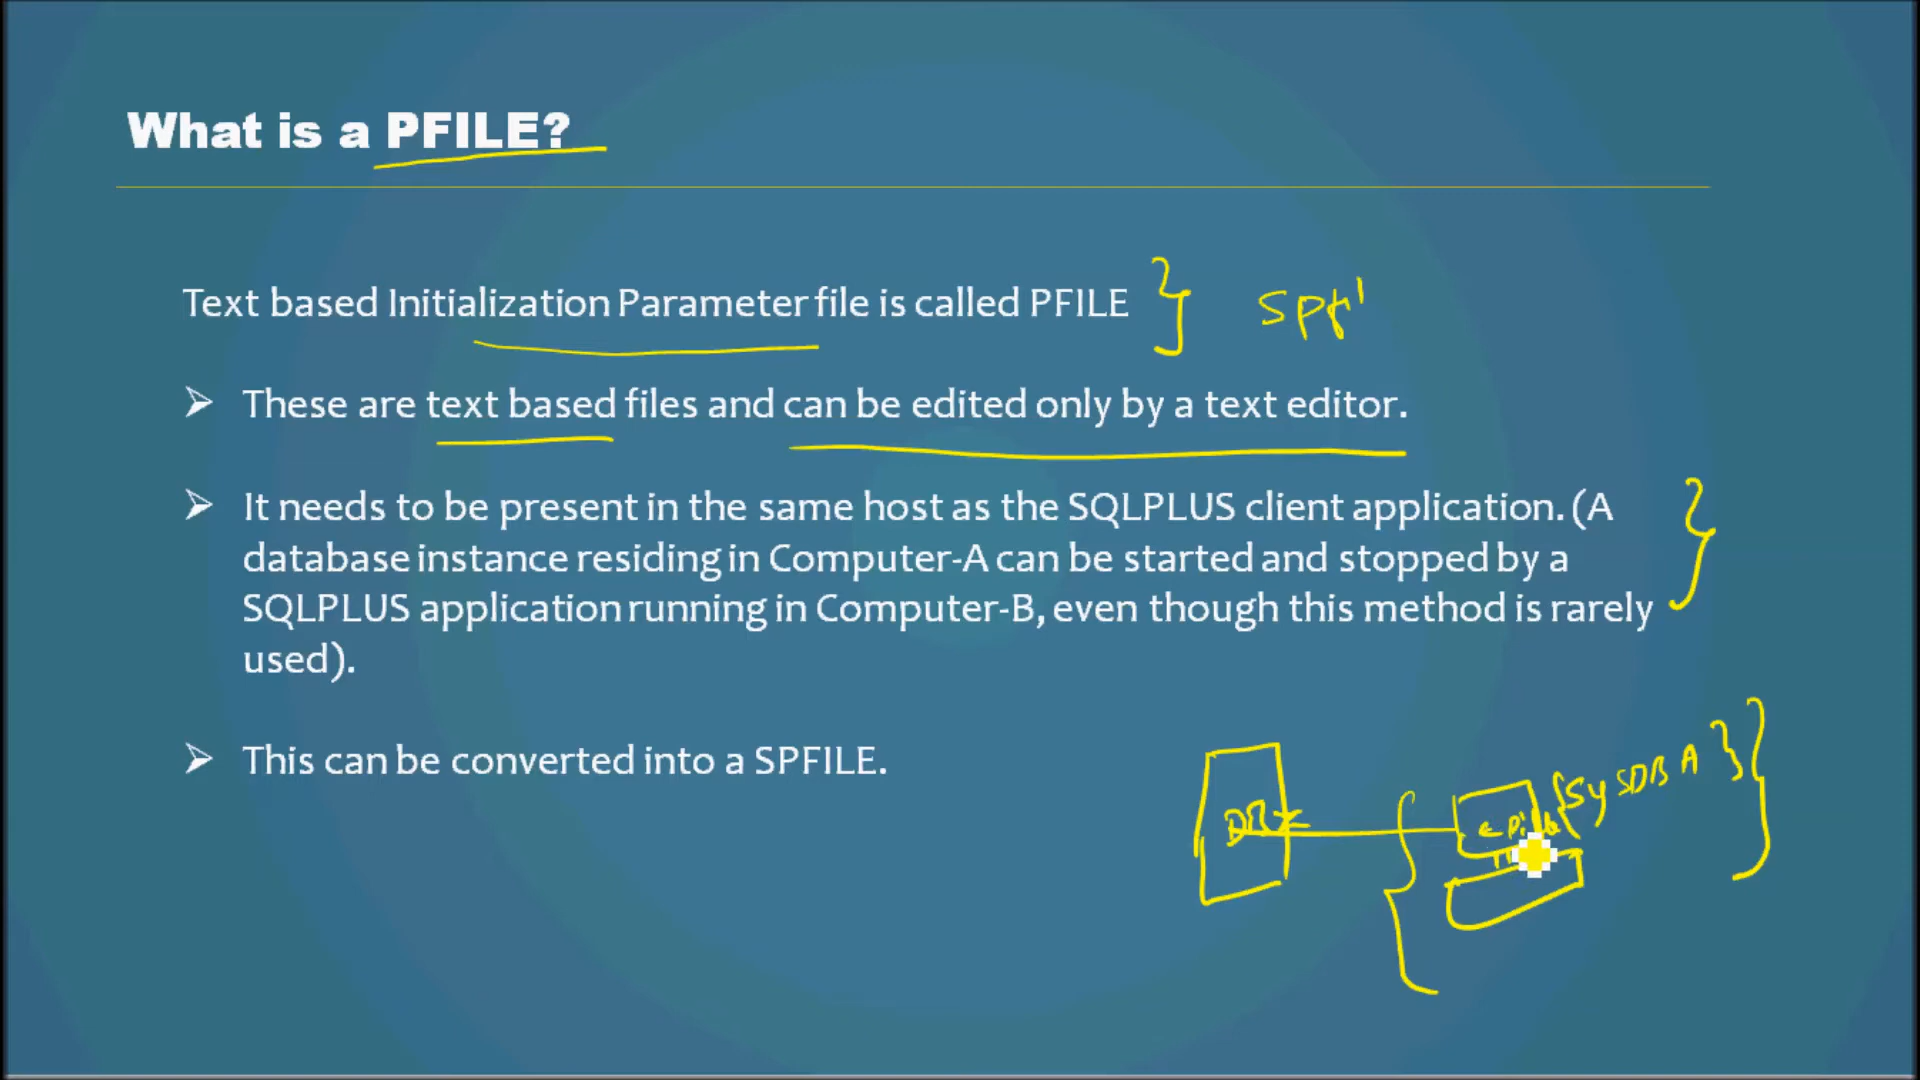 What is a PFILE?
Text based Initialization Parameter file is called PFILE
➤ These are text based files and can be edited only by a text editor.
➤ It needs to be present in the same host as the SQLPLUS client application. (A
database instance residing in Computer-A can be started and stopped by a
SQLPLUS application running in Computer-B, even though this method is rarely
used).
➤ This can be converted into a SPFILE.
SYSDBA